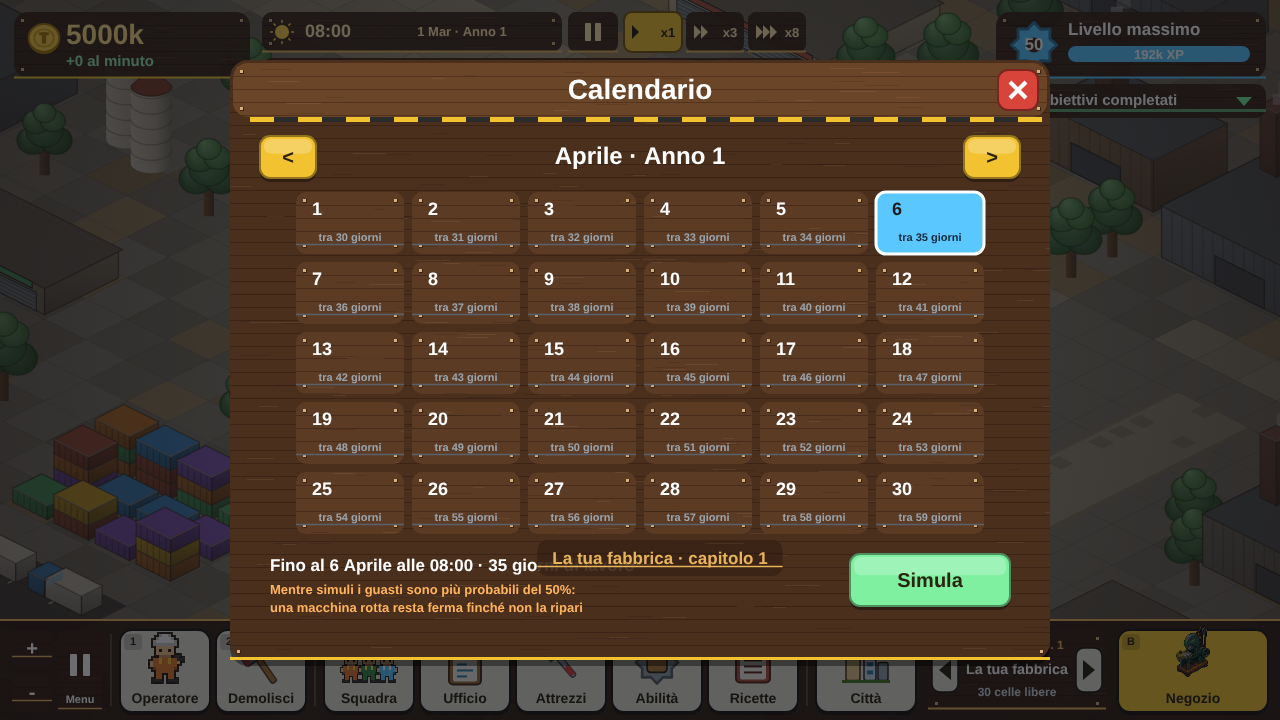 5000k
+0 al minuto
08:00
1 Mar · Anno 1
x1
x3
x8
50
Livello massimo
192k XP
biettivi completati
Calendario
<
Aprile · Anno 1
>
1
tra 30 giorni
2
tra 31 giorni
3
tra 32 giorni
4
tra 33 giorni
5
tra 34 giorni
6
tra 35 giorni
7
tra 36 giorni
8
tra 37 giorni
9
tra 38 giorni
10
tra 39 giorni
11
tra 40 giorni
12
tra 41 giorni
13
tra 42 giorni
14
tra 43 giorni
15
tra 44 giorni
16
tra 45 giorni
17
tra 46 giorni
18
tra 47 giorni
19
tra 48 giorni
20
tra 49 giorni
21
tra 50 giorni
22
tra 51 giorni
23
tra 52 giorni
24
tra 53 giorni
25
tra 54 giorni
26
tra 55 giorni
27
tra 56 giorni
28
tra 57 giorni
29
tra 58 giorni
30
tra 59 giorni
Fino al 6 Aprile alle 08:00 · 35 gio
La tua fabbrica · capitolo 1
Mentre simuli i guasti sono più probabili del 50%:
una macchina rotta resta ferma finché non la ripari
Simula
+
-
Menu
1
Operatore
2
Demolisci
Squadra
Ufficio
Attrezzi
Abilità
Ricette
Città
. 1
La tua fabbrica
30 celle libere
B
Negozio